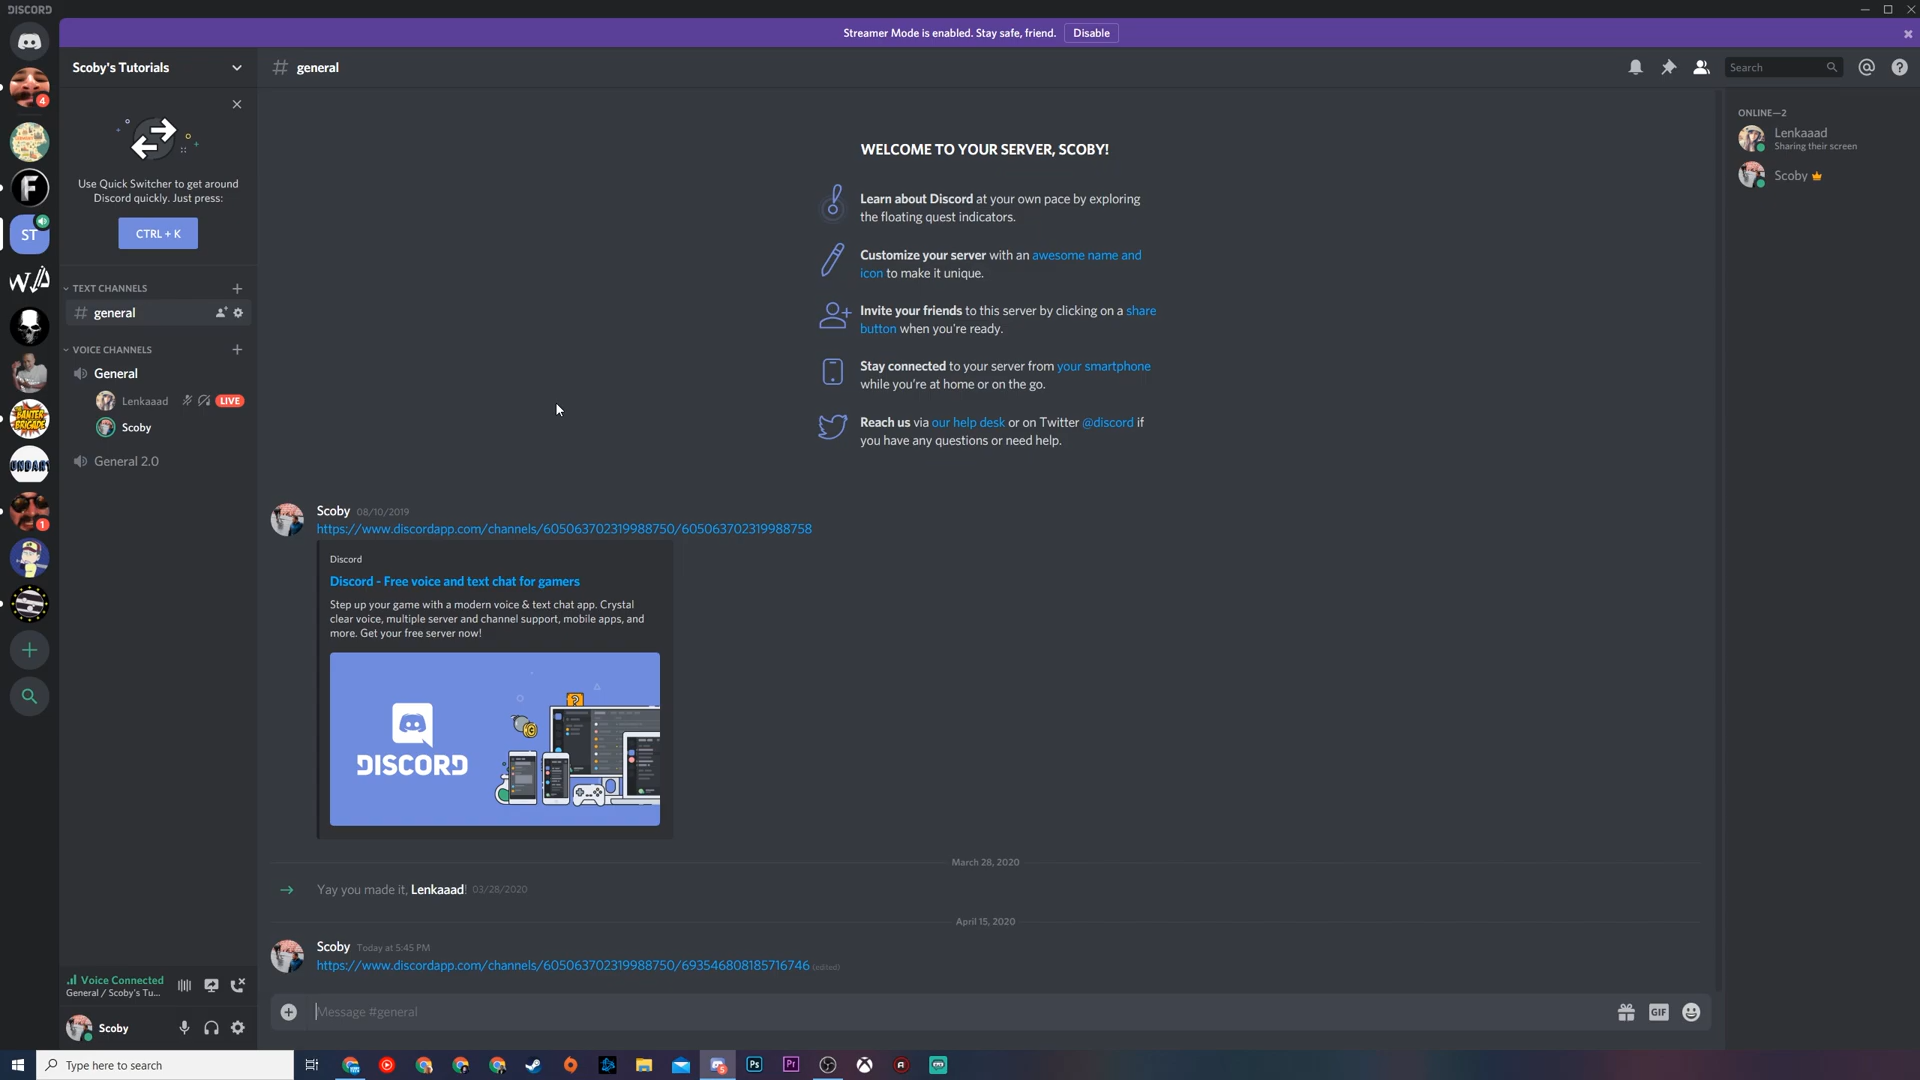 DISCORD
Streamer Mode is enabled. Stay safe, friend.
Disable
Scoby's Tutorials
general
Search
Use Quick Switcher to get around
Discord quickly. Just press:
CTRL + K
TEXT CHANNELS
general
VOICE CHANNELS
General
Lenkaaad
LIVE
Scoby
General 2.0
4
F
ST
BANTER
BRIGADE
1
WELCOME TO YOUR SERVER, SCOBY!
Learn about Discord at your own pace by exploring
the floating quest indicators.
Customize your server with an awesome name and
icon to make it unique.
Invite your friends to this server by clicking on a share
button when you're ready.
Stay connected to your server from your smartphone
while you're at home or on the go.
Reach us via our help desk or on Twitter @discord if
you have any questions or need help.
Scoby 08/10/2019
https://www.discordapp.com/channels/605063702319988750/605063702319988758
Discord
Discord - Free voice and text chat for gamers
Step up your game with a modern voice & text chat app. Crystal
clear voice, multiple server and channel support, mobile apps, and
more. Get your free server now!
DISCORD
March 28, 2020
Yay you made it, Lenkaaad! 03/28/2020
April 15, 2020
Scoby Today at 5:45 PM
https://www.discordapp.com/channels/605063702319988750/693546808185716746 (edited)
Message #general
GIF
ONLINE—2
Lenkaaad
Sharing their screen
Scoby
Voice Connected
General / Scoby's Tu...
Scoby
Type here to search
Ps
Pr